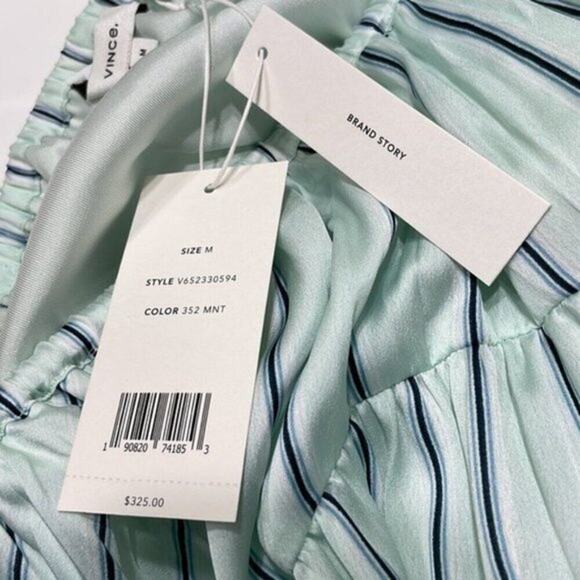 VINCE.
M
BRAND STORY
SIZE M
STYLE V652330594
COLOR 352 MNT
1 90820 74185 3
$325.00